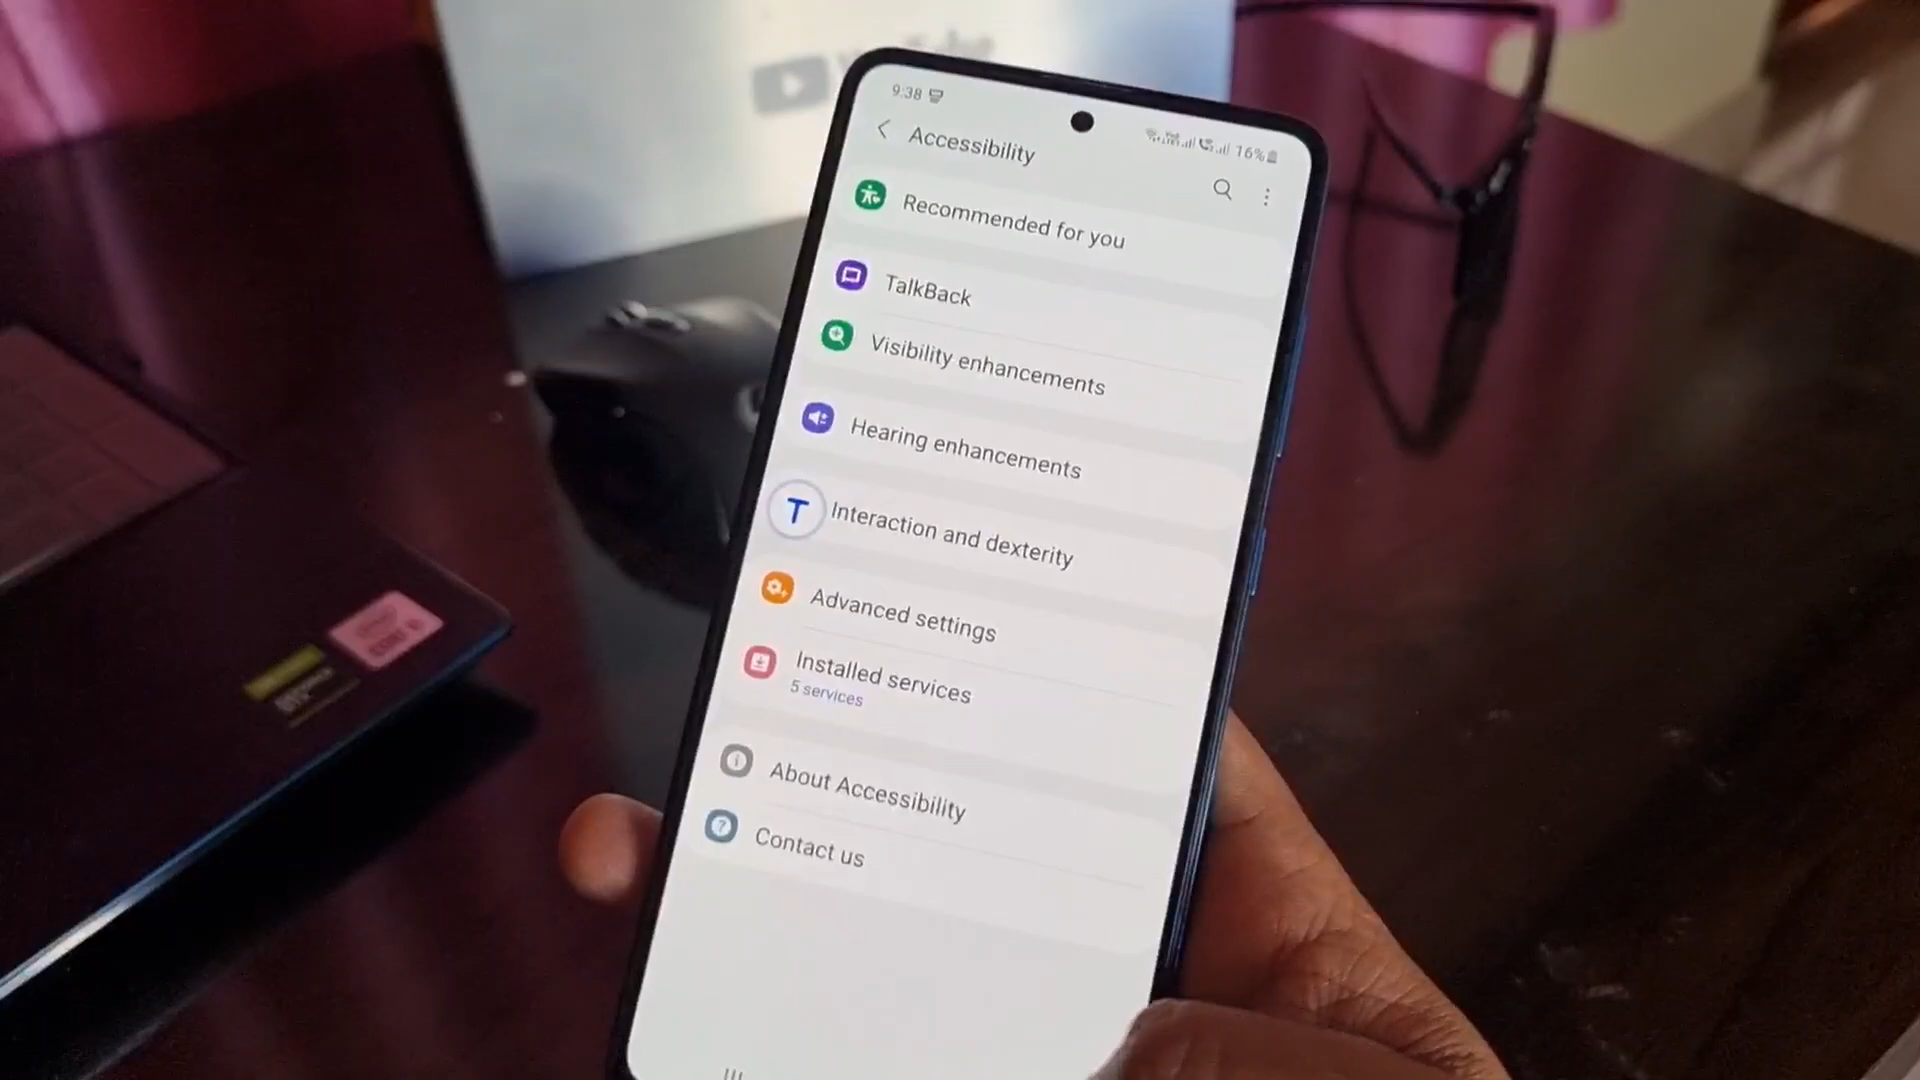 9:38
16%
Accessibility
Recommended for you
TalkBack
Visibility enhancements
Hearing enhancements
T
Interaction and dexterity
Advanced settings
Installed services
5 services
About Accessibility
Contact us